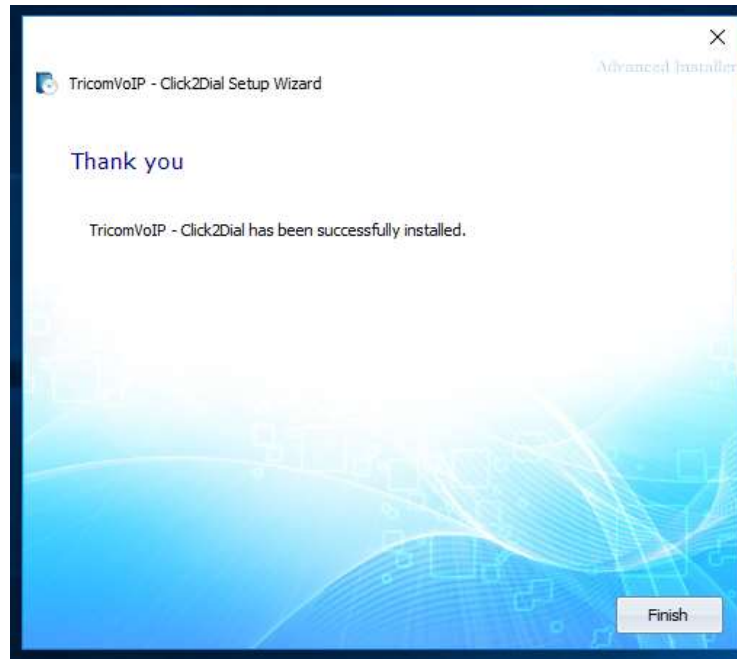 Advanced Installer
TricomVoIP - Click2Dial Setup Wizard
Thank you
TricomVoIP - Click2Dial has been successfully installed.
Finish